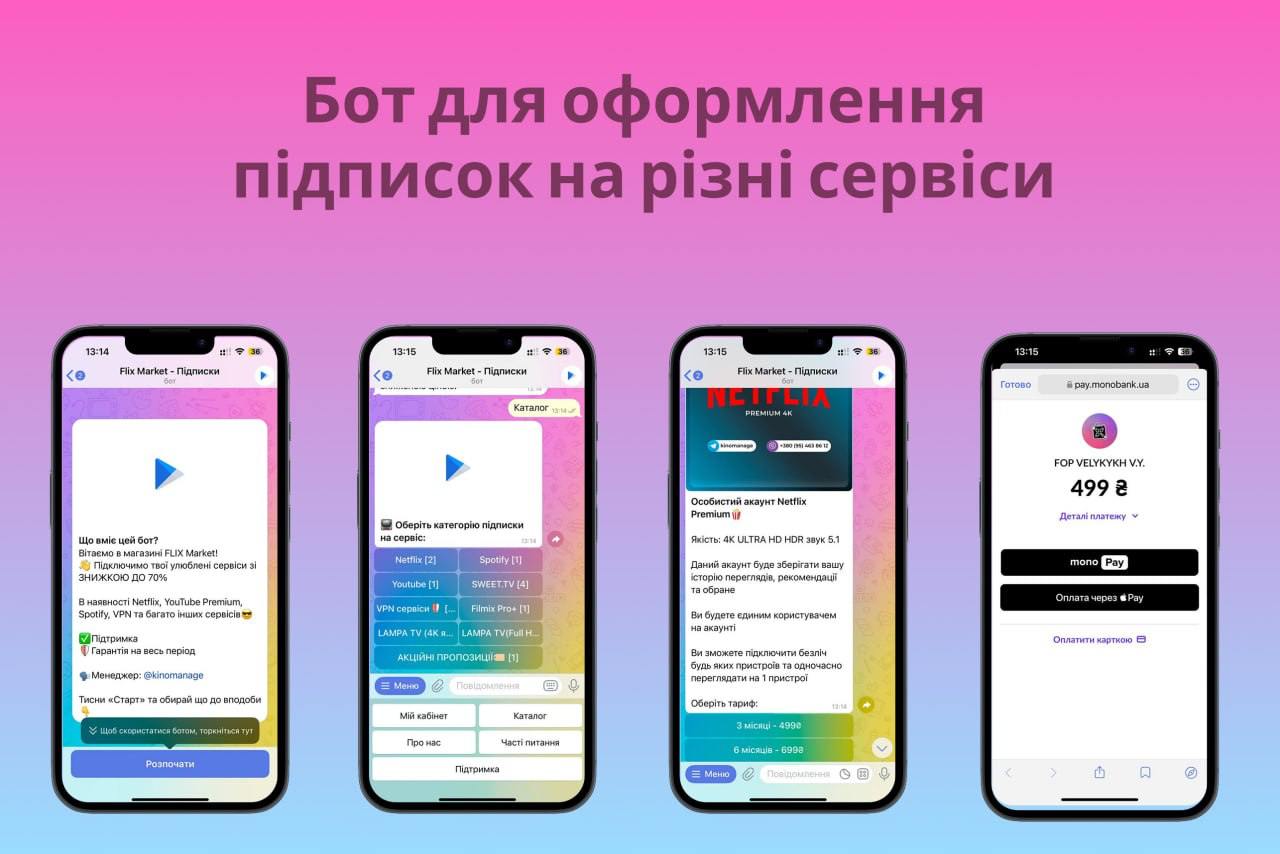 Бот для оформлення
підписок на різні сервіси
13:14
36
2
Flix Market - Підписки
бот
Що вміє цей бот?
Вітаємо в магазині FLIX Market!
👋 Підключимо твої улюблені сервіси зі
ЗНИЖКОЮ ДО 70%
В наявності Netflix, YouTube Premium,
Spotify, VPN та багато інших сервісів😎
✅Підтримка
🛡Гарантія на весь період
🗣Менеджер: @kinomanage
Тисни «Старт» та обирай що до вподоби
👇
Щоб скористатися ботом, торкніться тут
Розпочати
13:15
36
2
Flix Market - Підписки
бот
13:14
Каталог 13:14
🖥 Оберіть категорію підписки
на сервіс:
13:14
Netflix [2]
Spotify [1]
Youtube [1]
SWEET.TV [4]
VPN сервіси🛡 [...
Filmix Pro+ [1]
LAMPA TV (4K я...
LAMPA TV(Full H...
АКЦІЙНІ ПРОПОЗИЦІЇ🎫 [1]
Меню
Повідомлення
Мій кабінет
Каталог
Про нас
Часті питання
Підтримка
13:15
36
2
Flix Market - Підписки
бот
NETFLIX
PREMIUM 4K
kinomanage
+380 (95) 463 86 12
Особистий акаунт Netflix
Premium🍿
Якість: 4K ULTRA HD HDR звук 5.1
Даний акаунт буде зберігати вашу
історію переглядів, рекомендації
та обране
Ви будете єдиним користувачем
на акаунті
Ви зможете підключити безліч
будь яких пристроїв та одночасно
переглядати на 1 пристрої
Оберіть тариф:
13:14
3 місяці - 499₴
6 місяців - 699₴
Меню
Повідомлення
13:15
36
Готово
pay.monobank.ua
FOP VELYKYKH V.Y.
499 ₴
Деталі платежу
mono Pay
Оплата через Pay
Оплатити карткою